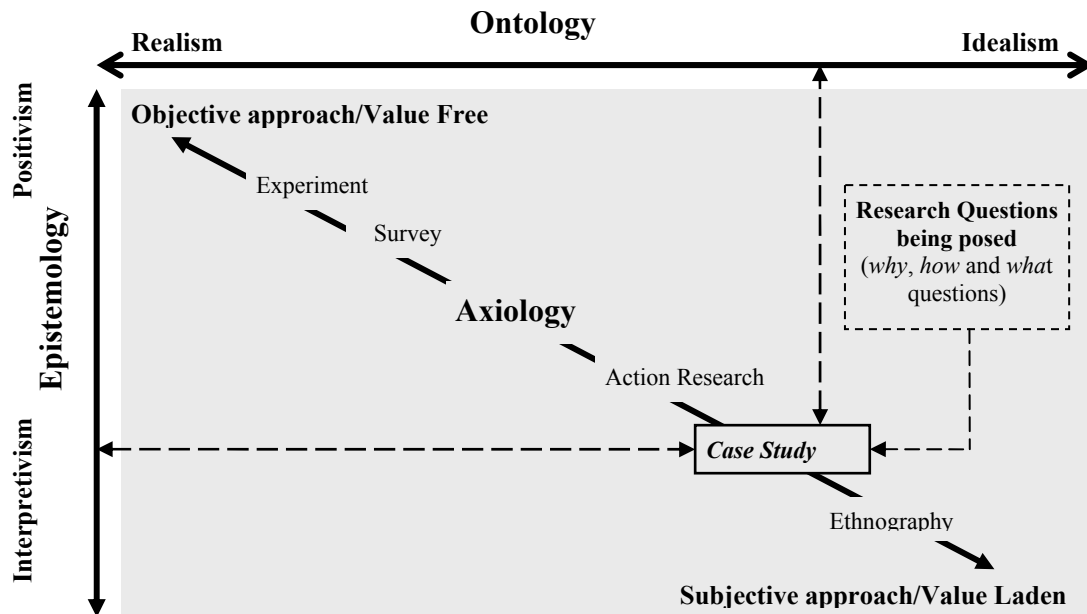 Ontology
Realism
Idealism
Positivism
Epistemology
Interpretivism
Objective approach/Value Free
Experiment
Survey
Axiology
Action Research
Case Study
Ethnography
Subjective approach/Value Laden
Research Questions
being posed
(why, how and what
questions)